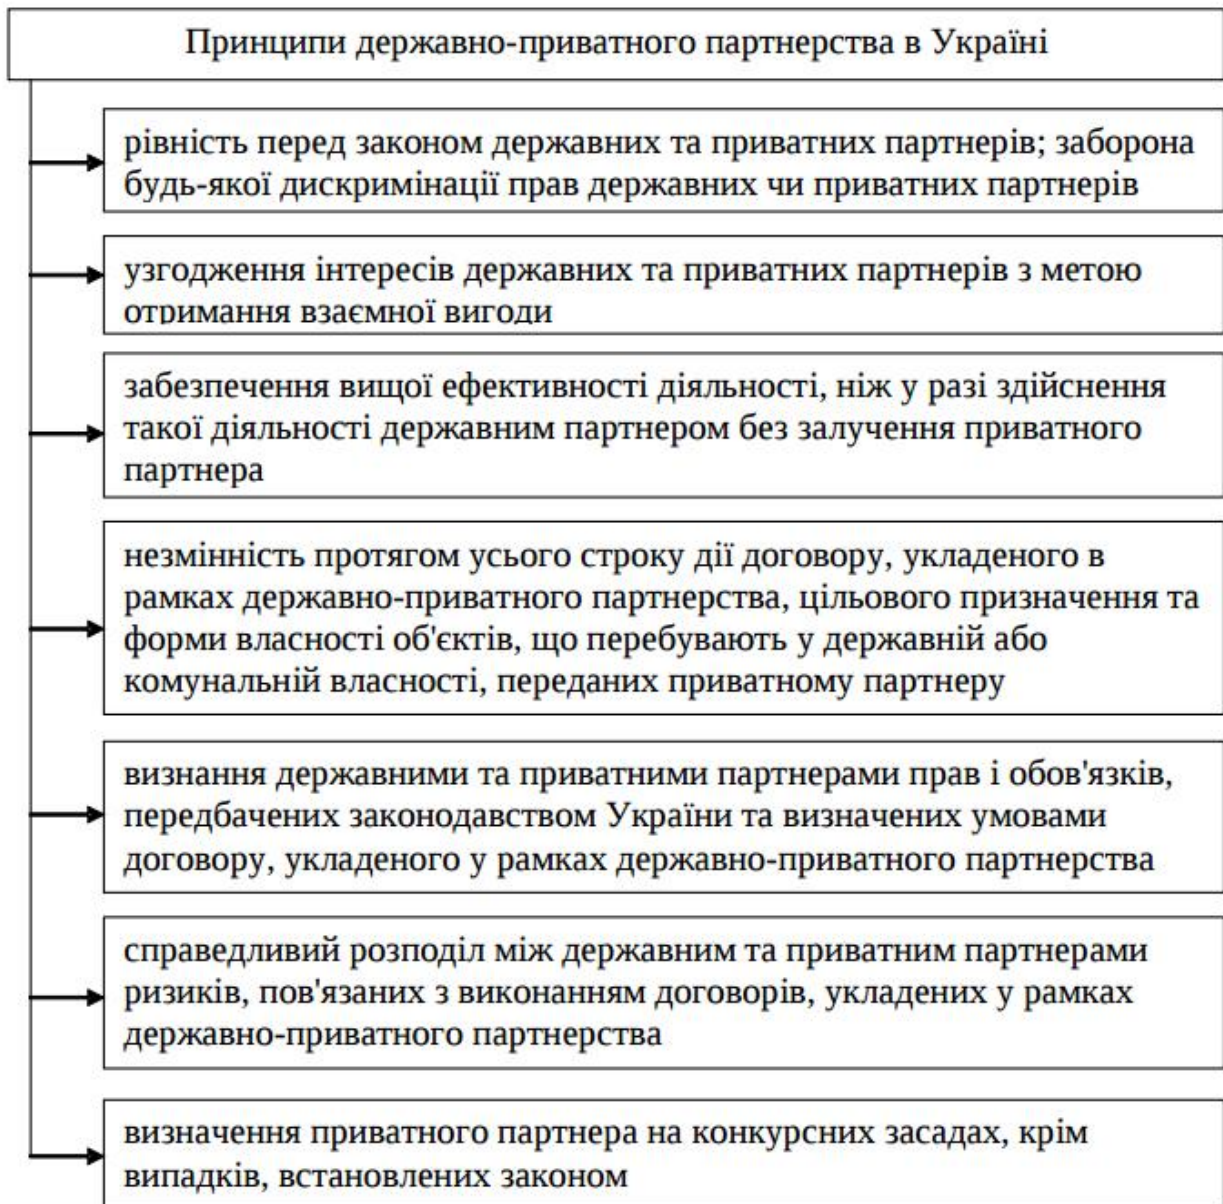 Принципи державно-приватного партнерства в Україні
рівність перед законом державних та приватних партнерів; заборона
будь-якої дискримінації прав державних чи приватних партнерів
узгодження інтересів державних та приватних партнерів з метою
отримання взаємної вигоди
забезпечення вищої ефективності діяльності, ніж у разі здійснення
такої діяльності державним партнером без залучення приватного
партнера
незмінність протягом усього строку дії договору, укладеного в
рамках державно-приватного партнерства, цільового призначення та
форми власності об'єктів, що перебувають у державній або
комунальній власності, переданих приватному партнеру
визнання державними та приватними партнерами прав і обов'язків,
передбачених законодавством України та визначених умовами
договору, укладеного у рамках державно-приватного партнерства
справедливий розподіл між державним та приватним партнерами
ризиків, пов'язаних з виконанням договорів, укладених у рамках
державно-приватного партнерства
визначення приватного партнера на конкурсних засадах, крім
випадків, встановлених законом